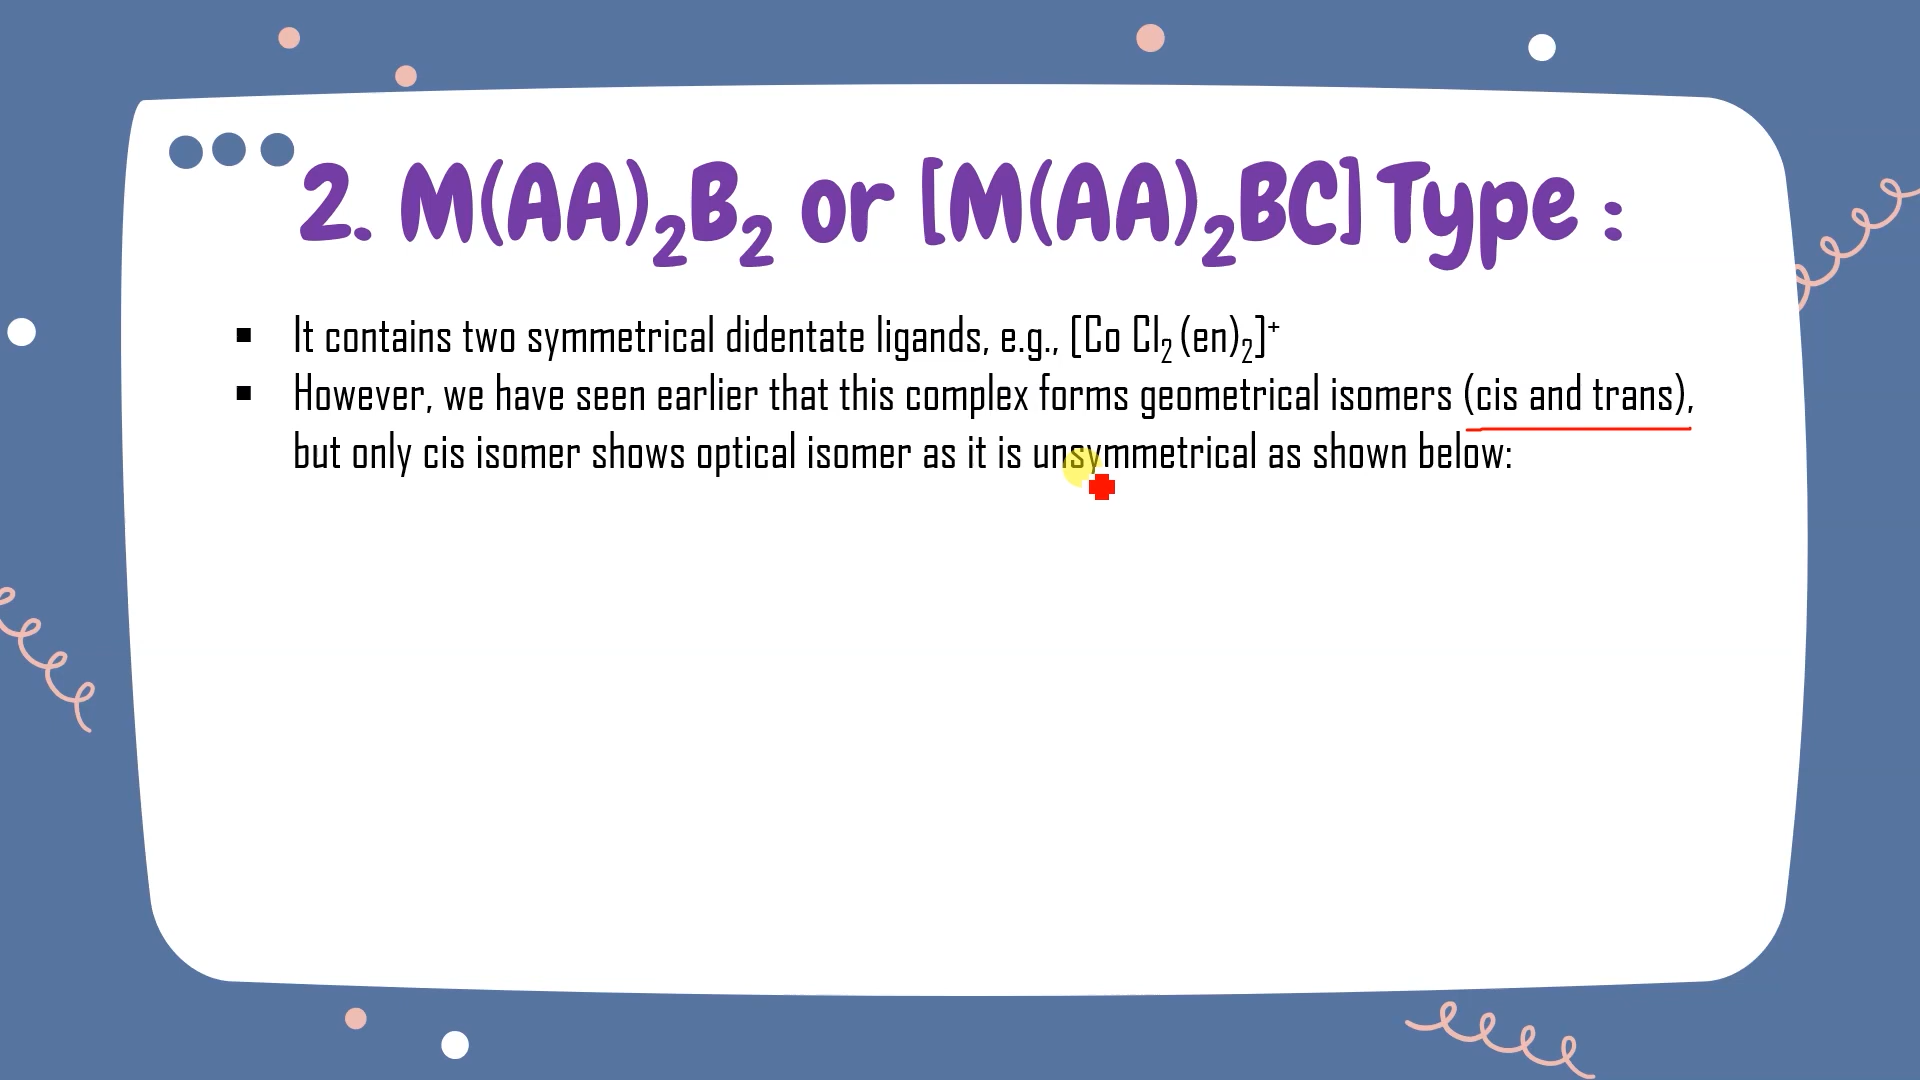 2. M(AA)₂B₂ or [M(AA)₂BC] Type :
▪ It contains two symmetrical didentate ligands, e.g., [Co Cl₂ (en)₂]⁺
▪ However, we have seen earlier that this complex forms geometrical isomers (cis and trans),
but only cis isomer shows optical isomer as it is unsymmetrical as shown below: